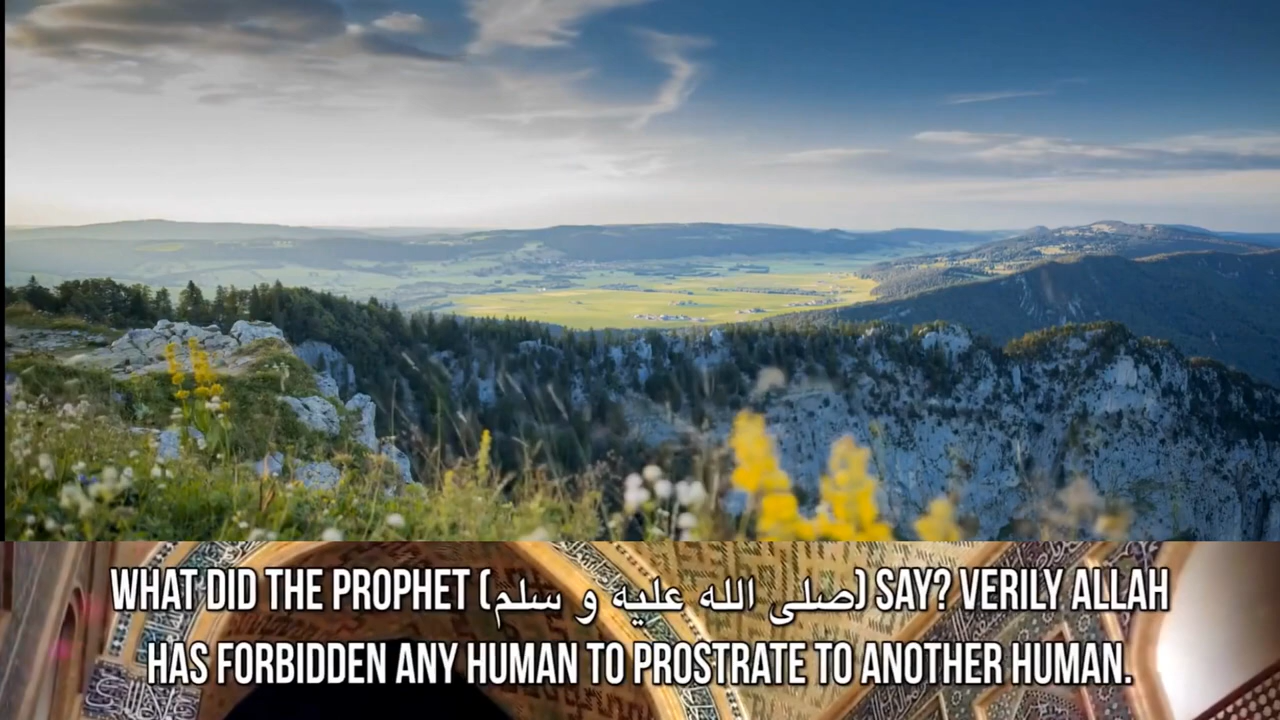 WHAT DID THE PROPHET (صلى الله عليه و سلم) SAY? VERILY ALLAH
HAS FORBIDDEN ANY HUMAN TO PROSTRATE TO ANOTHER HUMAN.